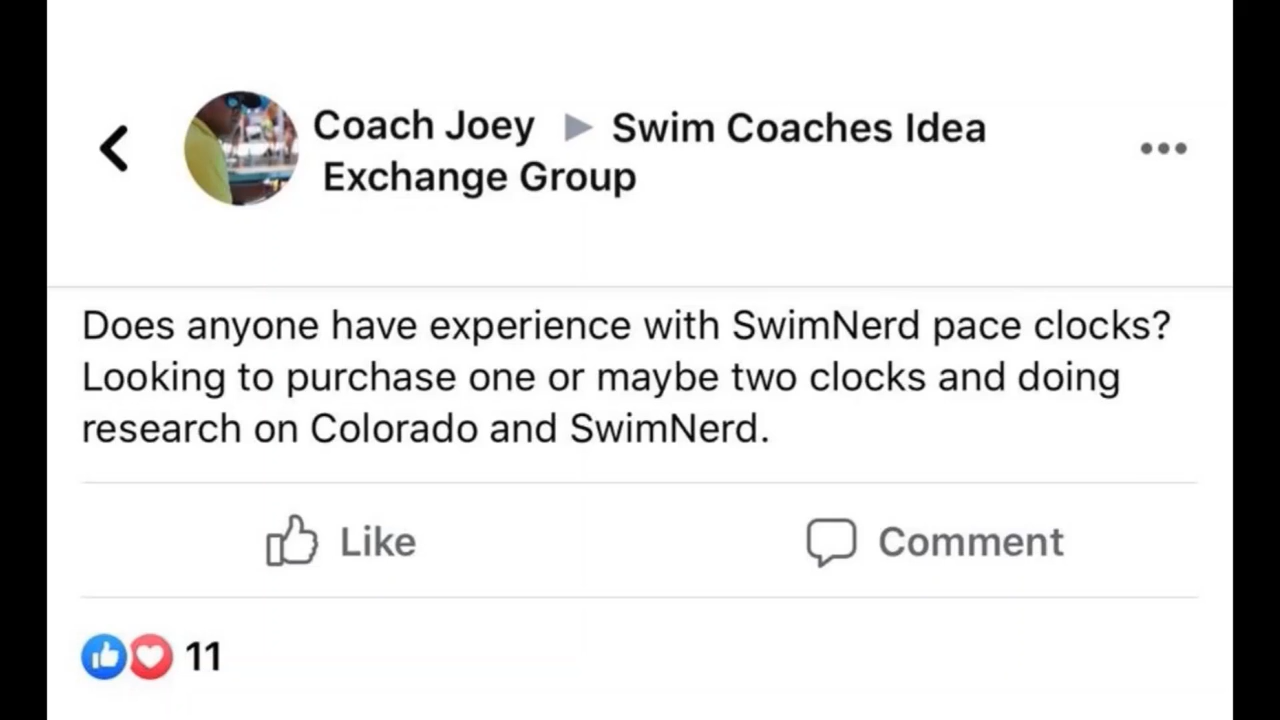 Coach Joey ▶ Swim Coaches Idea
Exchange Group
Does anyone have experience with SwimNerd pace clocks?
Looking to purchase one or maybe two clocks and doing
research on Colorado and SwimNerd.
Like
Comment
11